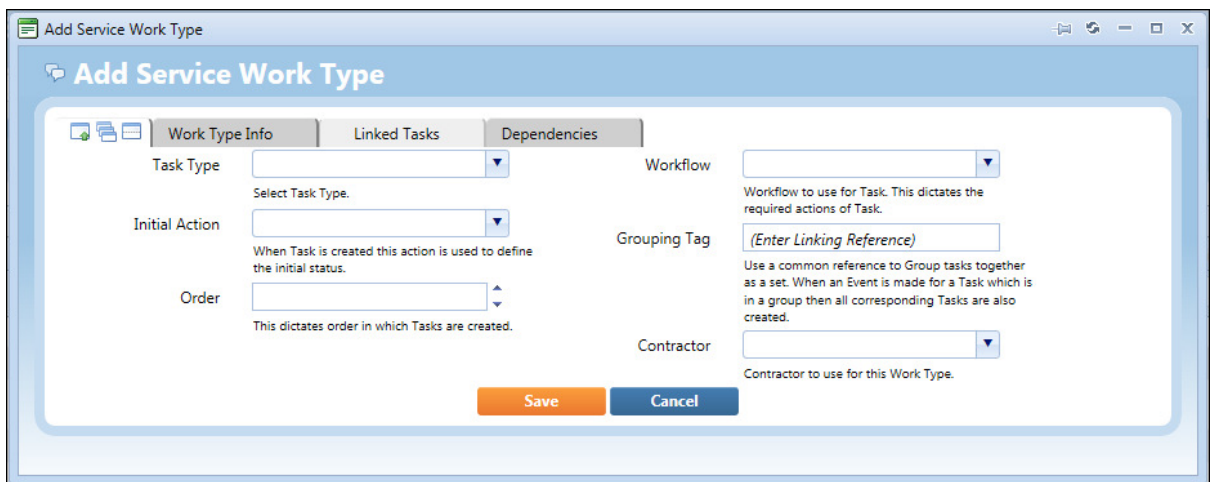 Add Service Work Type
Add Service Work Type
Work Type Info
Linked Tasks
Dependencies
Task Type
Select Task Type.
Initial Action
When Task is created this action is used to define
the initial status.
Order
This dictates order in which Tasks are created.
Workflow
Workflow to use for Task. This dictates the
required actions of Task.
Grouping Tag
(Enter Linking Reference)
Use a common reference to Group tasks together
as a set. When an Event is made for a Task which is
in a group then all corresponding Tasks are also
created.
Contractor
Contractor to use for this Work Type.
Save
Cancel